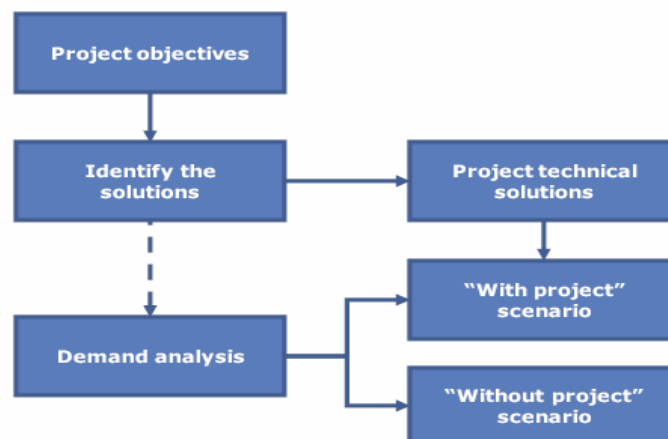 Project objectives
Identify the
solutions
Project technical
solutions
“With project”
scenario
Demand analysis
“Without project”
scenario